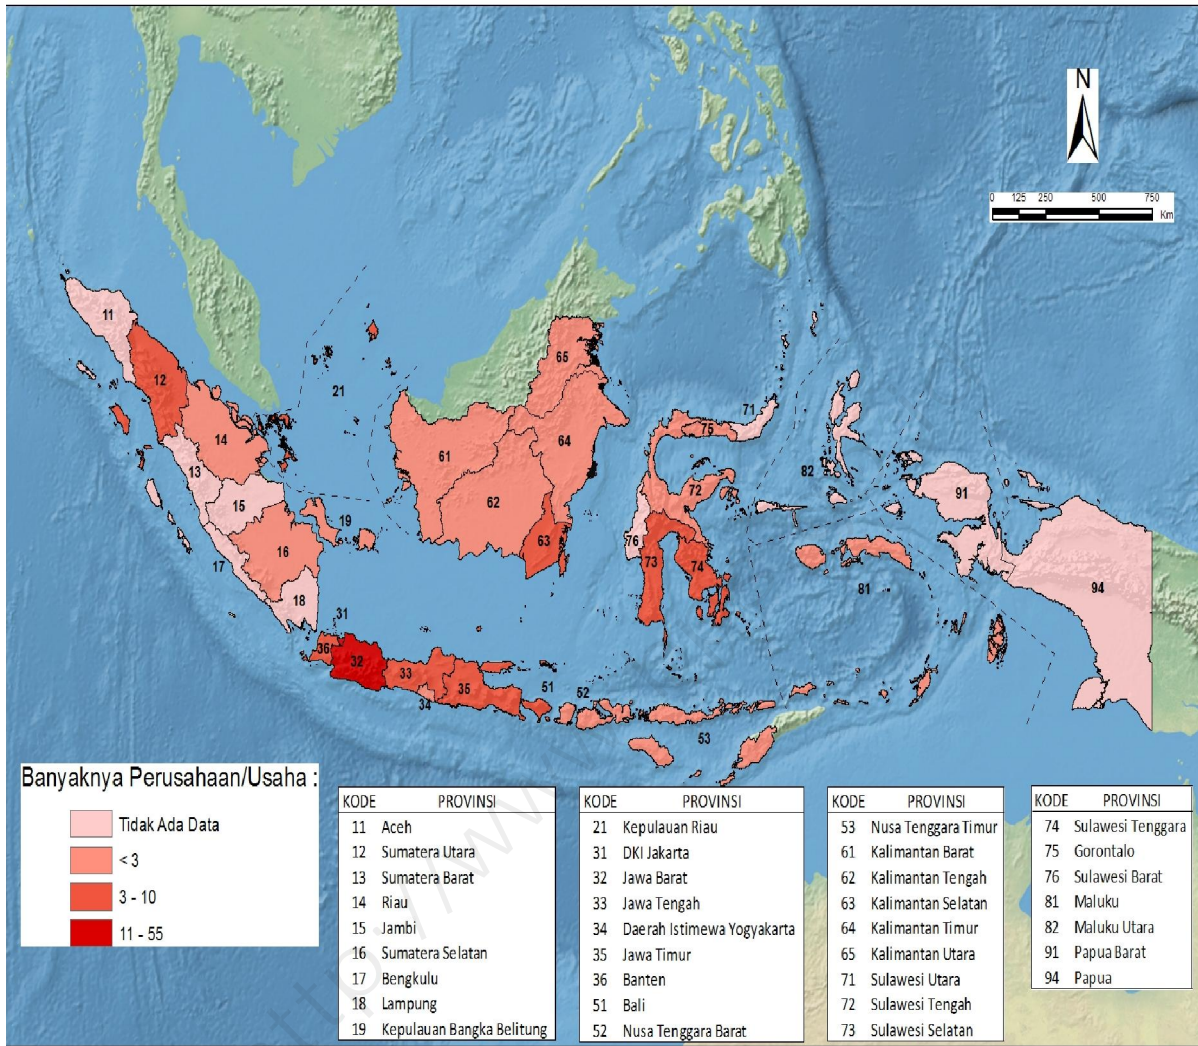 N
0 125 250 500 750
Km
11
12
13
14
15
16
17
18
19
21
31
32
33
34
35
36
51
52
53
61
62
63
64
65
71
72
73
74
75
76
81
82
91
94
Banyaknya Perusahaan/Usaha :
Tidak Ada Data
< 3
3 - 10
11 - 55
KODE PROVINSI
11 Aceh
12 Sumatera Utara
13 Sumatera Barat
14 Riau
15 Jambi
16 Sumatera Selatan
17 Bengkulu
18 Lampung
19 Kepulauan Bangka Belitung
KODE PROVINSI
21 Kepulauan Riau
31 DKI Jakarta
32 Jawa Barat
33 Jawa Tengah
34 Daerah Istimewa Yogyakarta
35 Jawa Timur
36 Banten
51 Bali
52 Nusa Tenggara Barat
KODE PROVINSI
53 Nusa Tenggara Timur
61 Kalimantan Barat
62 Kalimantan Tengah
63 Kalimantan Selatan
64 Kalimantan Timur
65 Kalimantan Utara
71 Sulawesi Utara
72 Sulawesi Tengah
73 Sulawesi Selatan
KODE PROVINSI
74 Sulawesi Tenggara
75 Gorontalo
76 Sulawesi Barat
81 Maluku
82 Maluku Utara
91 Papua Barat
94 Papua